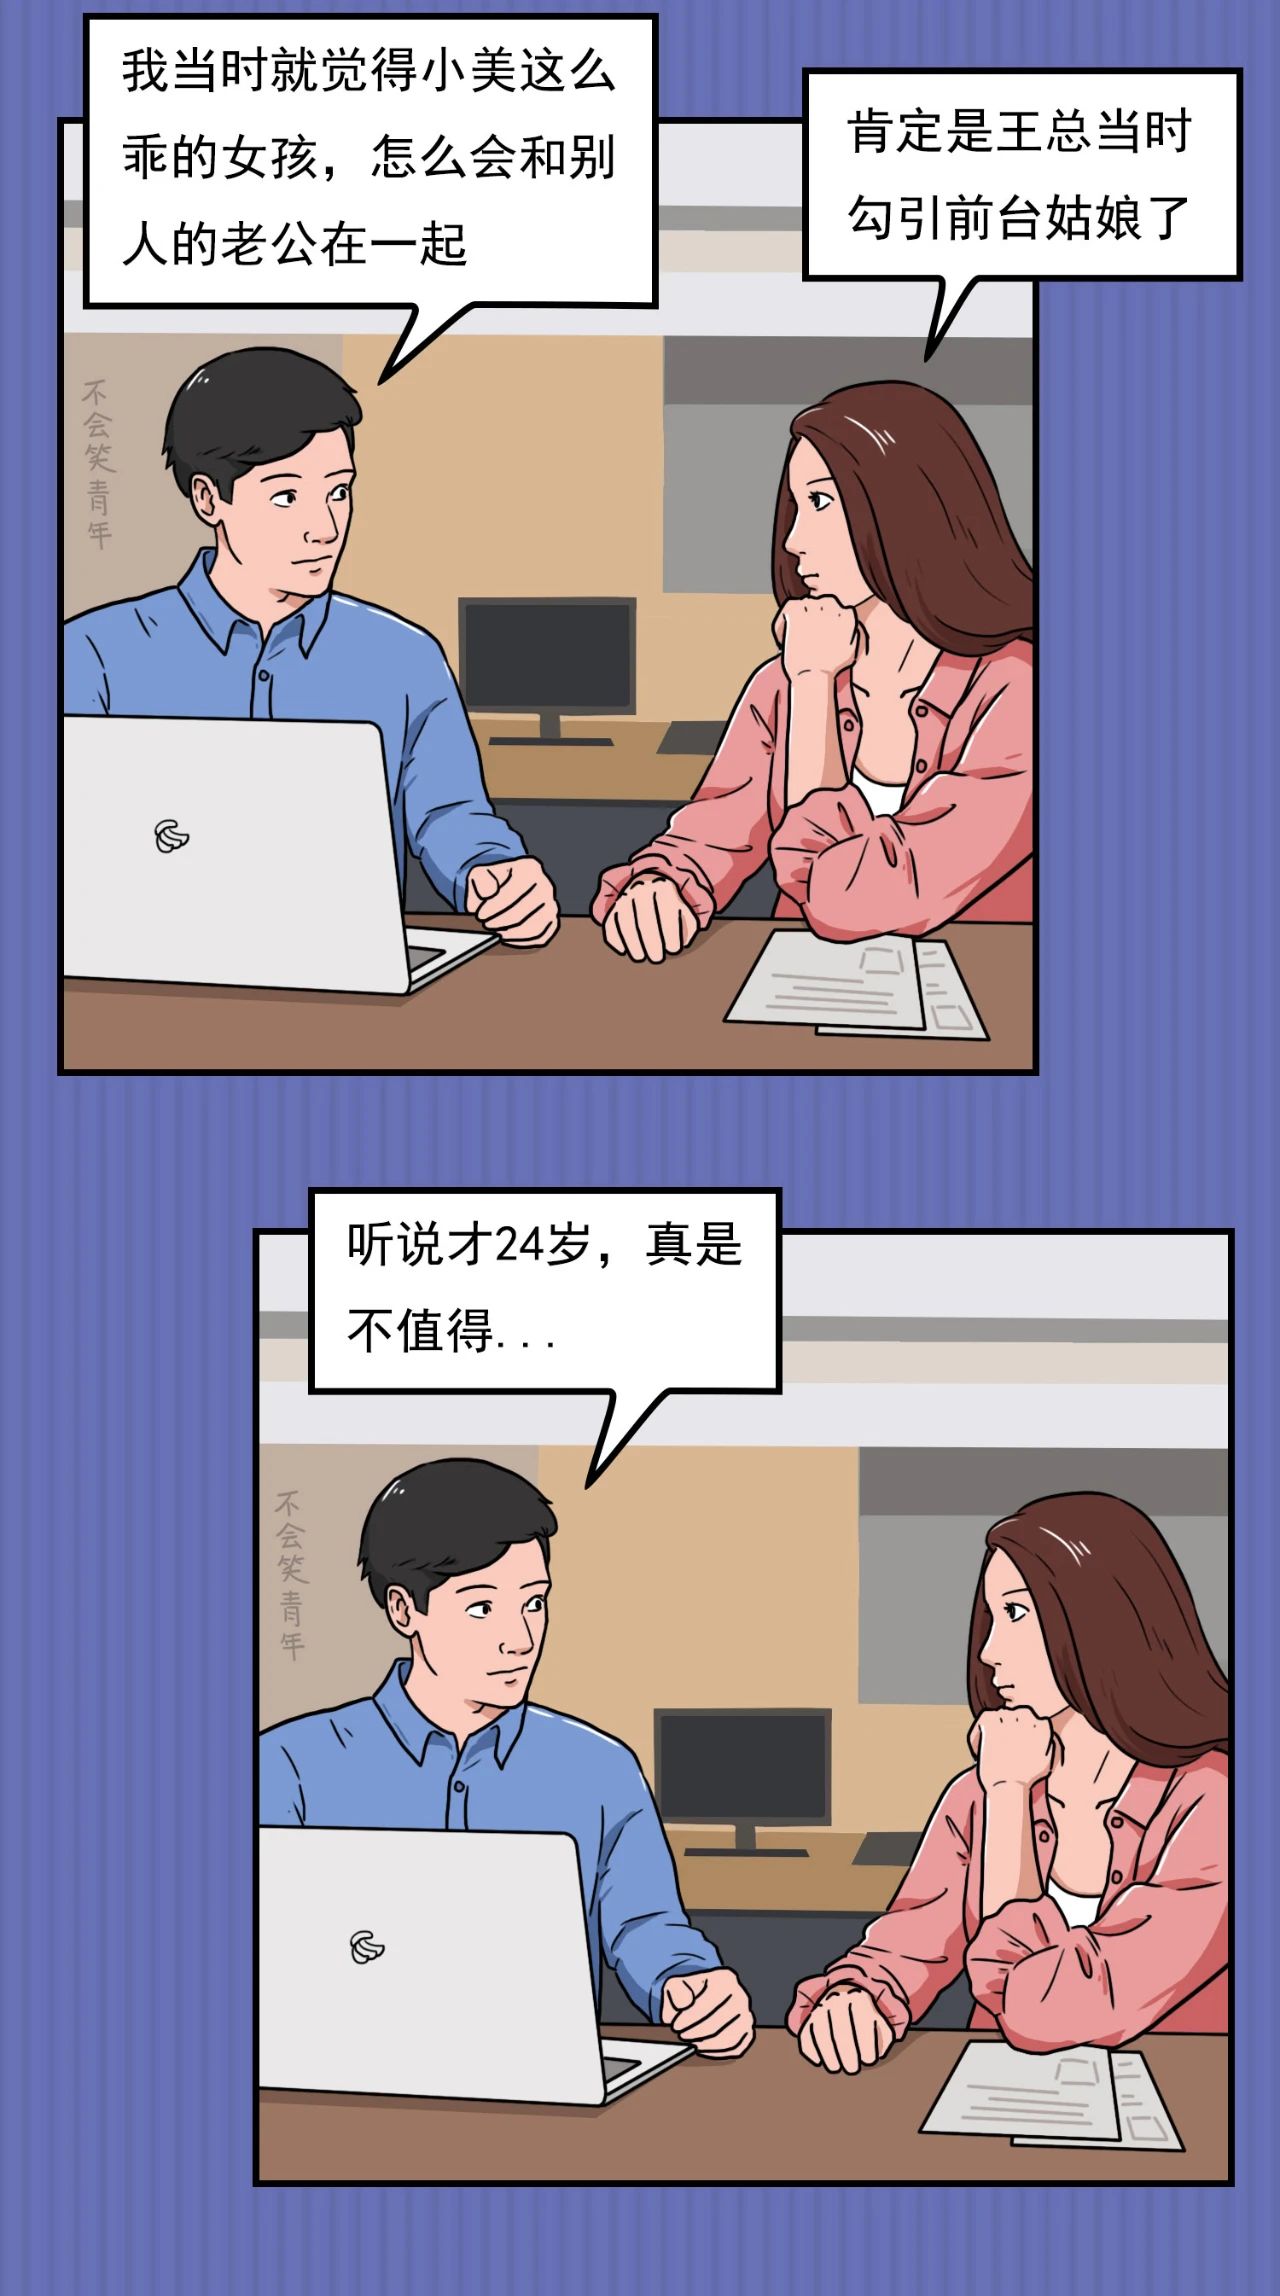 我当时就觉得小美这么
乖的女孩，怎么会和别
人的老公在一起
肯定是王总当时
勾引前台姑娘了
不会笑青年
听说才24岁，真是
不值得...
不会笑青年